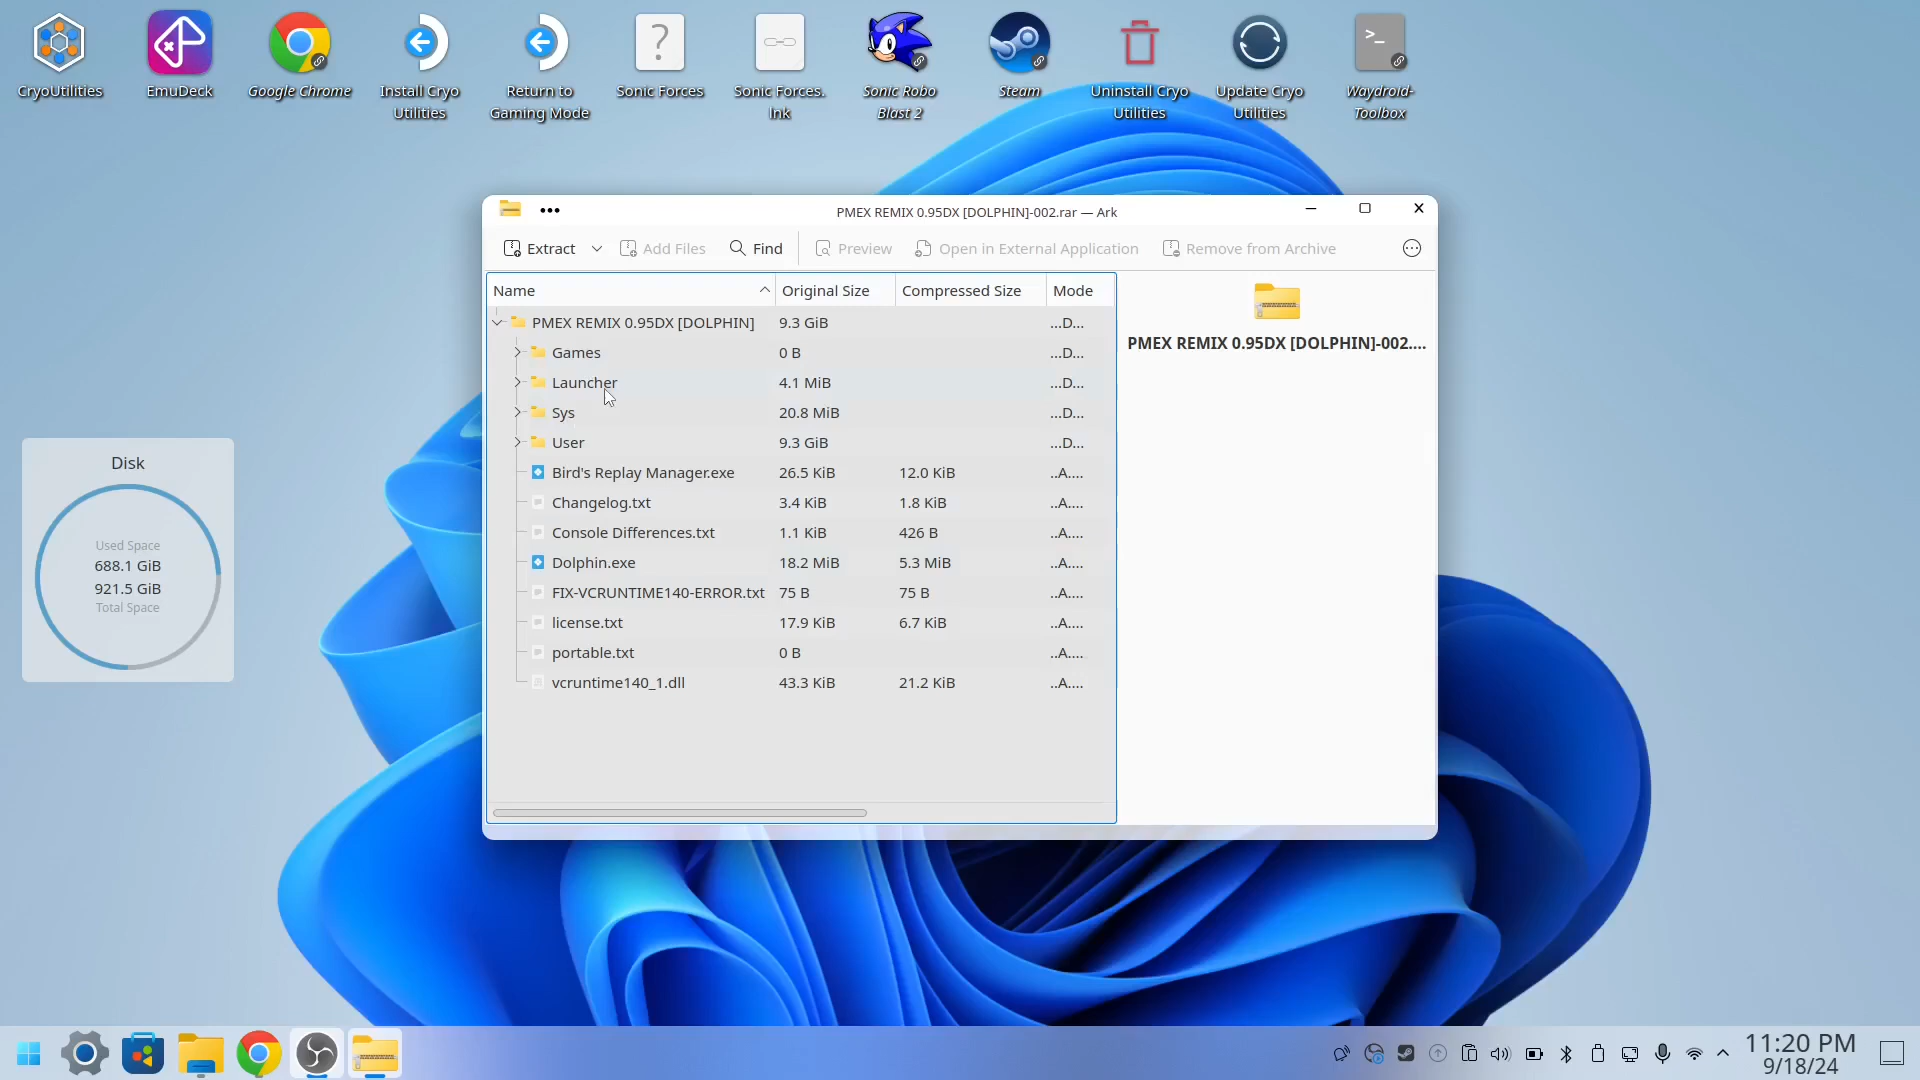 CryoUtilities
EmuDeck
Google Chrome
Install Cryo
Utilities
Return to
Gaming Mode
Sonic Forces
Sonic Forces.
lnk
Sonic Robo
Blast 2
Steam
Uninstall Cryo
Utilities
Update Cryo
Utilities
Waydroid-
Toolbox
PMEX REMIX 0.95DX [DOLPHIN]-002.rar — Ark
Extract
Add Files
Find
Preview
Open in External Application
Remove from Archive
Name Original Size Compressed Size Mode
PMEX REMIX 0.95DX [DOLPHIN] 9.3 GiB ...D...
Games 0 B ...D...
Launcher 4.1 MiB ...D...
Sys 20.8 MiB ...D...
User 9.3 GiB ...D...
Bird's Replay Manager.exe 26.5 KiB 12.0 KiB ..A....
Changelog.txt 3.4 KiB 1.8 KiB ..A....
Console Differences.txt 1.1 KiB 426 B ..A....
Dolphin.exe 18.2 MiB 5.3 MiB ..A....
FIX-VCRUNTIME140-ERROR.txt 75 B 75 B ..A....
license.txt 17.9 KiB 6.7 KiB ..A....
portable.txt 0 B ..A....
vcruntime140_1.dll 43.3 KiB 21.2 KiB ..A....
PMEX REMIX 0.95DX [DOLPHIN]-002....
Disk
Used Space
688.1 GiB
921.5 GiB
Total Space
11:20 PM
9/18/24